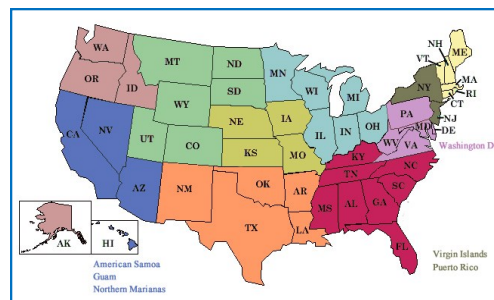 WA
OR
ID
MT
ND
SD
WY
UT
CO
CA
NV
AZ
NM
TX
OK
AR
LA
NE
KS
IA
MO
MN
WI
MI
IL
IN
OH
KY
TN
NC
SC
MS
AL
GA
FL
PA
WV
VA
MD
DE
NJ
NY
CT
RI
MA
VT
NH
ME
Washington D
AK
HI
American Samoa
Guam
Northern Marianas
Virgin Islands
Puerto Rico